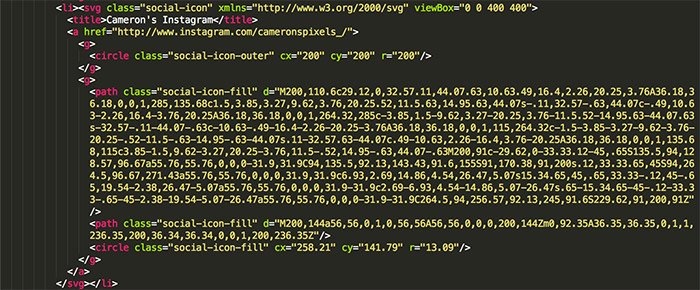 <li><svg class="social-icon" xmlns="http://www.w3.org/2000/svg" viewBox="0 0 400 400">
<title>Cameron's Instagram</title>
<a href="http://www.instagram.com/cameronspixels_/">
<g>
<circle class="social-icon-outer" cx="200" cy="200" r="200"/>
</g>
<g>
<path class="social-icon-fill" d="M200,110.6c29.12,0,32.57.11,44.07.63,10.63.49,16.4,2.26,20.25,3.76A36.18,3
6.18,0,0,1,285,135.68c1.5,3.85,3.27,9.62,3.76,20.25.52,11.5.63,14.95.63,44.07s-.11,32.57-.63,44.07c-.49,10.6
3-2.26,16.4-3.76,20.25A36.18,36.18,0,0,1,264.32,285c-3.85,1.5-9.62,3.27-20.25,3.76-11.5.52-14.95.63-44.07.63
s-32.57-.11-44.07-.63c-10.63-.49-16.4-2.26-20.25-3.76A36.18,36.18,0,0,1,115,264.32c-1.5-3.85-3.27-9.62-3.76-
20.25-.52-11.5-.63-14.95-.63-44.07s.11-32.57.63-44.07c.49-10.63,2.26-16.4,3.76-20.25A36.18,36.18,0,0,1,135.6
8,115c3.85-1.5,9.62-3.27,20.25-3.76,11.5-.52,14.95-.63,44.07-.63M200,91c-29.62,0-33.33.12-45,.65S135.5,94,12
8.57,96.67a55.76,55.76,0,0,0-31.9,31.9C94,135.5,92.13,143.43,91.6,155S91,170.38,91,200s.12,33.33.65,45S94,26
4.5,96.67,271.43a55.76,55.76,0,0,0,31.9,31.9c6.93,2.69,14.86,4.54,26.47,5.07s15.34.65,45,.65,33.33-.12,45-.6
5,19.54-2.38,26.47-5.07a55.76,55.76,0,0,0,31.9-31.9c2.69-6.93,4.54-14.86,5.07-26.47s.65-15.34.65-45-.12-33.3
3-.65-45-2.38-19.54-5.07-26.47a55.76,55.76,0,0,0-31.9-31.9C264.5,94,256.57,92.13,245,91.6S229.62,91,200,91Z"
/>
<path class="social-icon-fill" d="M200,144a56,56,0,1,0,56,56A56,56,0,0,0,200,144Zm0,92.35A36.35,36.35,0,1,1,
236.35,200,36.34,36.34,0,0,1,200,236.35Z"/>
<circle class="social-icon-fill" cx="258.21" cy="141.79" r="13.09"/>
</g>
</a>
</svg></li>